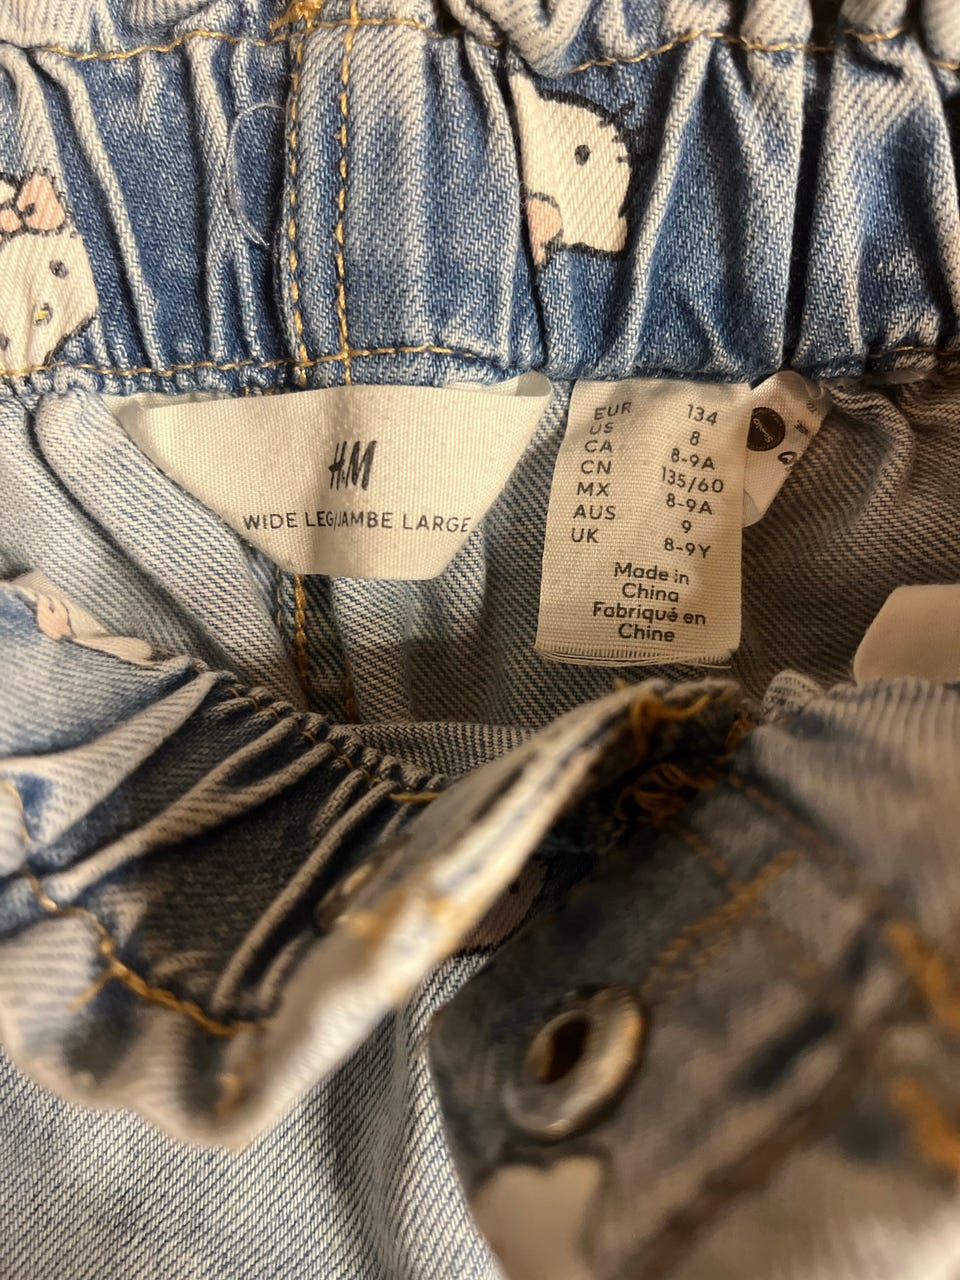 H&M
WIDE LEG/JAMBE LARGE
EUR 134
US 8
CA 8-9A
CN 135/60
MX 8-9A
AUS 9
UK 8-9Y
Made in
China
Fabriqué en
Chine